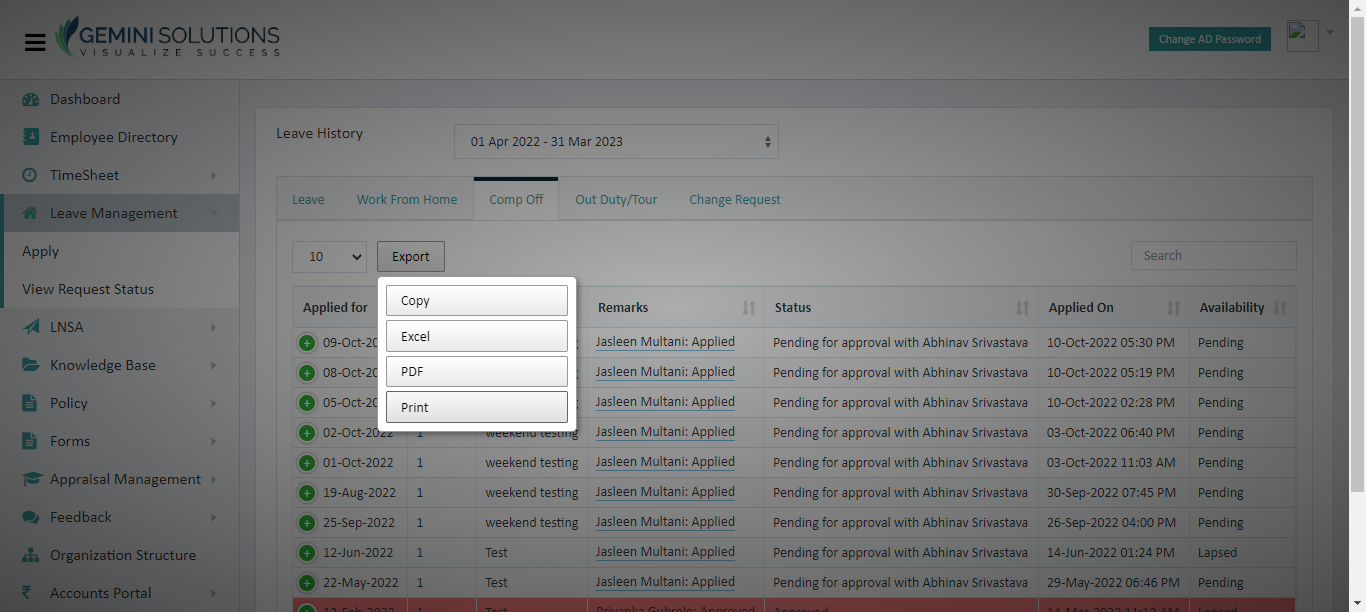 GEMINI SOLUTIONS
VISUALIZE SUCCESS
Change AD Password
Dashboard
Employee Directory
TimeSheet
Leave Management
Apply
View Request Status
LNSA
Knowledge Base
Policy
Forms
Appraisal Management
Feedback
Organization Structure
Accounts Portal
Leave History
01 Apr 2022 - 31 Mar 2023
Leave Work From Home Comp Off Out Duty/Tour Change Request
10 Export Search
Copy
Excel
PDF
Print
Applied for Remarks Status Applied On Availability
09-Oct-20 Jasleen Multani: Applied Pending for approval with Abhinav Srivastava 10-Oct-2022 05:30 PM Pending
08-Oct-20 Jasleen Multani: Applied Pending for approval with Abhinav Srivastava 10-Oct-2022 05:19 PM Pending
05-Oct-20 Jasleen Multani: Applied Pending for approval with Abhinav Srivastava 10-Oct-2022 02:28 PM Pending
02-Oct-2022 1 weekend testing Jasleen Multani: Applied Pending for approval with Abhinav Srivastava 03-Oct-2022 06:40 PM Pending
01-Oct-2022 1 weekend testing Jasleen Multani: Applied Pending for approval with Abhinav Srivastava 03-Oct-2022 11:03 AM Pending
19-Aug-2022 1 weekend testing Jasleen Multani: Applied Pending for approval with Abhinav Srivastava 30-Sep-2022 07:45 PM Pending
25-Sep-2022 1 weekend testing Jasleen Multani: Applied Pending for approval with Abhinav Srivastava 26-Sep-2022 04:00 PM Pending
12-Jun-2022 1 Test Jasleen Multani: Applied Pending for approval with Abhinav Srivastava 14-Jun-2022 01:24 PM Lapsed
22-May-2022 1 Test Jasleen Multani: Applied Pending for approval with Abhinav Srivastava 29-May-2022 06:46 PM Pending